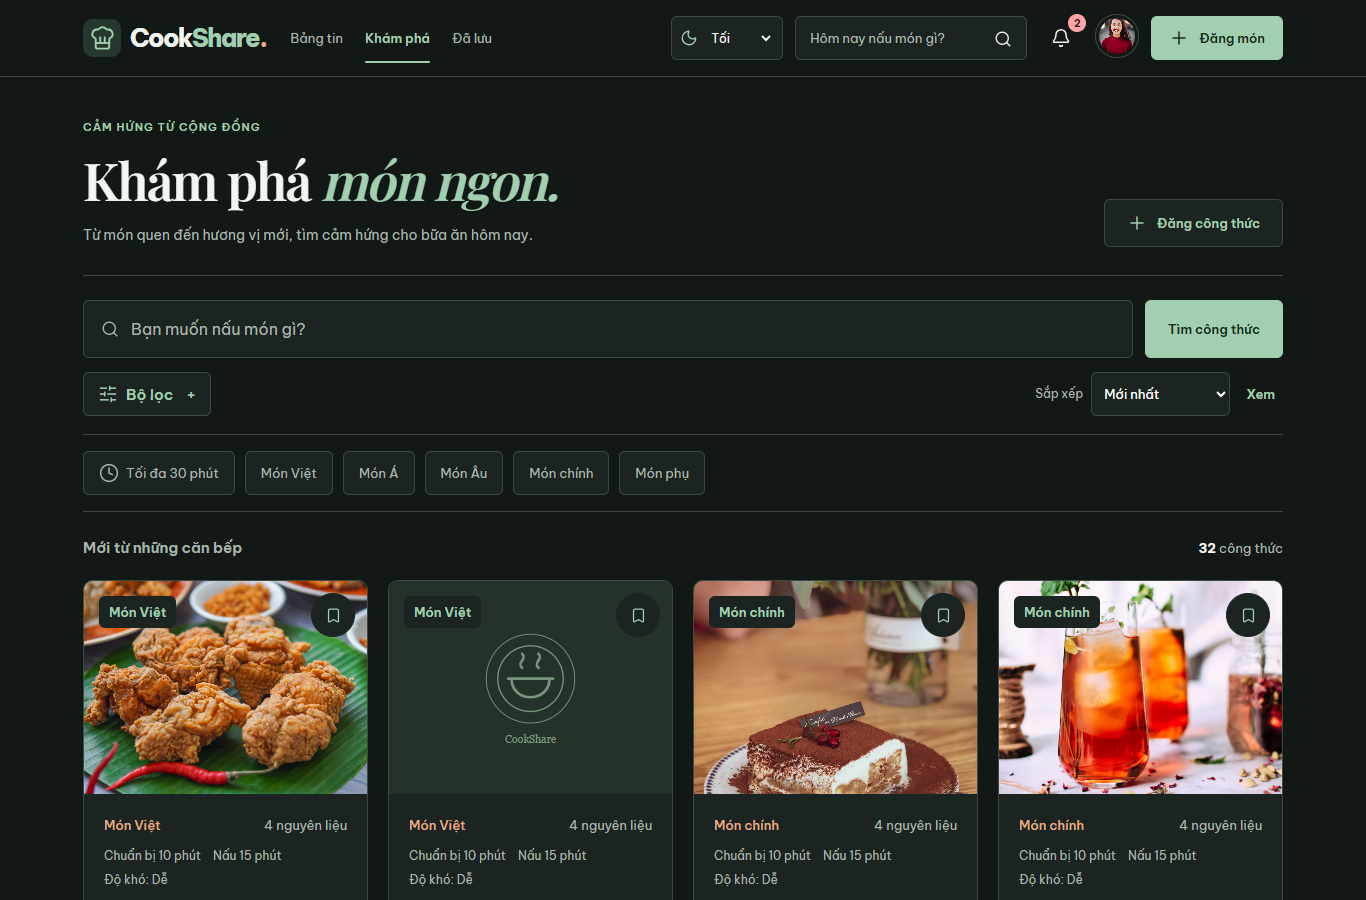 CookShare.
Bảng tin
Khám phá
Đã lưu
Tối
Hôm nay nấu món gì?
2
Đăng món
CẢM HỨNG TỪ CỘNG ĐỒNG
Khám phá món ngon.
Từ món quen đến hương vị mới, tìm cảm hứng cho bữa ăn hôm nay.
Đăng công thức
Bạn muốn nấu món gì?
Tìm công thức
Bộ lọc +
Sắp xếp
Mới nhất
Xem
Tối đa 30 phút
Món Việt
Món Á
Món Âu
Món chính
Món phụ
Mới từ những căn bếp
32 công thức
Món Việt
Món Việt
CookShare
Món chính
Món chính
Món Việt 4 nguyên liệu
Chuẩn bị 10 phút Nấu 15 phút
Độ khó: Dễ
Món Việt 4 nguyên liệu
Chuẩn bị 10 phút Nấu 15 phút
Độ khó: Dễ
Món chính 4 nguyên liệu
Chuẩn bị 10 phút Nấu 15 phút
Độ khó: Dễ
Món chính 4 nguyên liệu
Chuẩn bị 10 phút Nấu 15 phút
Độ khó: Dễ